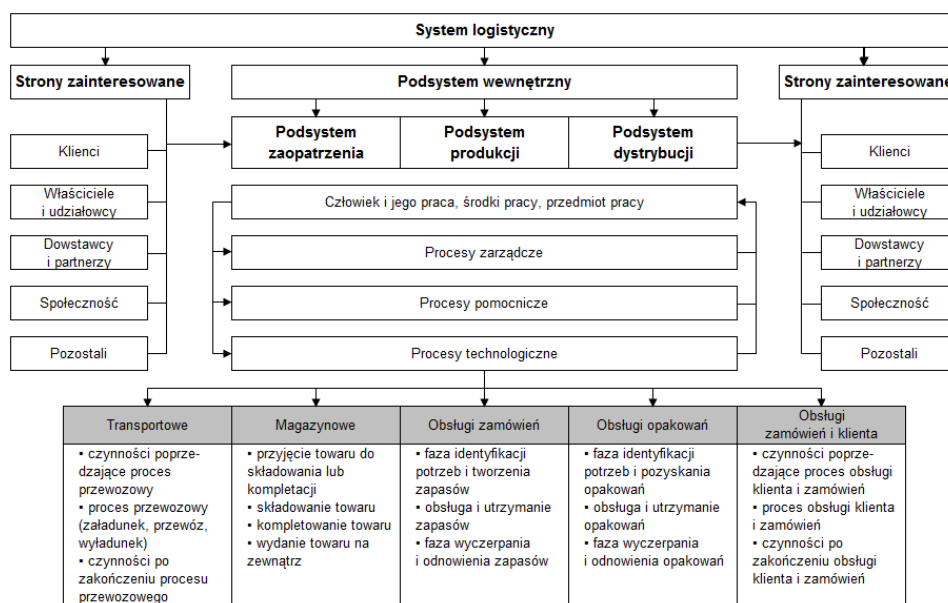 System logistyczny
Strony zainteresowane
Podsystem wewnętrzny
Strony zainteresowane
Podsystem
zaopatrzenia
Podsystem
produkcji
Podsystem
dystrybucji
Klienci
Właściciele
i udziałowcy
Dowstawcy
i partnerzy
Społeczność
Pozostali
Człowiek i jego praca, środki pracy, przedmiot pracy
Procesy zarządcze
Procesy pomocnicze
Procesy technologiczne
Klienci
Właściciele
i udziałowcy
Dowstawcy
i partnerzy
Społeczność
Pozostali
Transportowe
▪ czynności poprze-
dzające proces
przewozowy
▪ proces przewozowy
(załadunek, przewóz,
wyładunek)
▪ czynności po
zakończeniu procesu
przewozowego
Magazynowe
▪ przyjęcie towaru do
składowania lub
kompletacji
▪ składowanie towaru
▪ kompletowanie towaru
▪ wydanie towaru na
zewnątrz
Obsługi zamówień
▪ faza identyfikacji
potrzeb i tworzenia
zapasów
▪ obsługa i utrzymanie
zapasów
▪ faza wyczerpania
i odnowienia zapasów
Obsługi opakowań
▪ faza identyfikacji
potrzeb i pozyskania
opakowań
▪ obsługa i utrzymanie
opakowań
▪ faza wyczerpania
i odnowienia opakowań
Obsługi
zamówień i klienta
▪ czynności poprze-
dzające proces obsługi
klienta i zamówień
▪ proces obsługi klienta
i zamówień
▪ czynności po
zakończeniu obsługi
klienta i zamówień